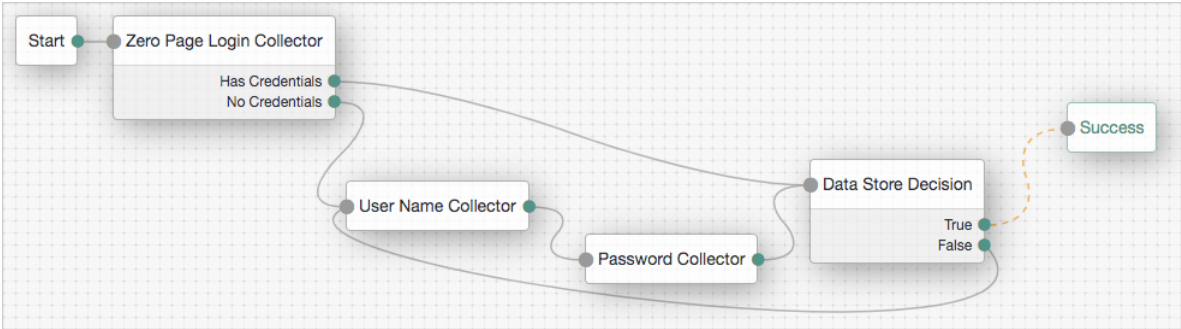 Start
Zero Page Login Collector
Has Credentials
No Credentials
Success
Data Store Decision
True
False
User Name Collector
Password Collector